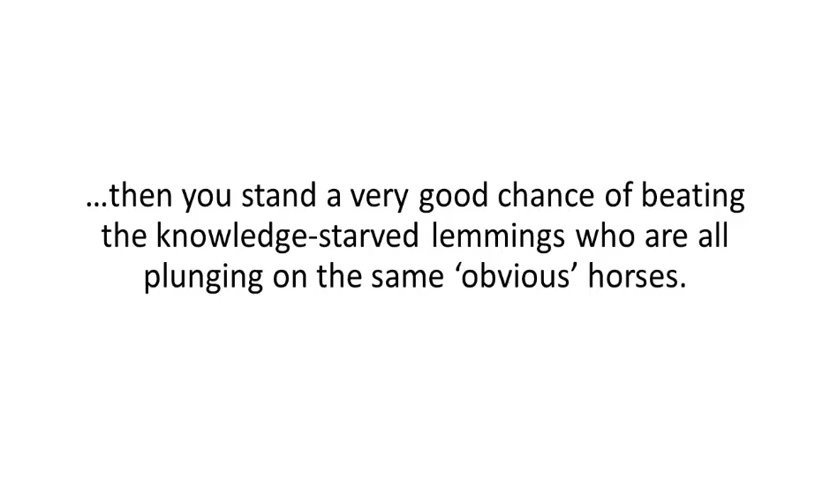 …then you stand a very good chance of beating
the knowledge-starved lemmings who are all
plunging on the same ‘obvious’ horses.